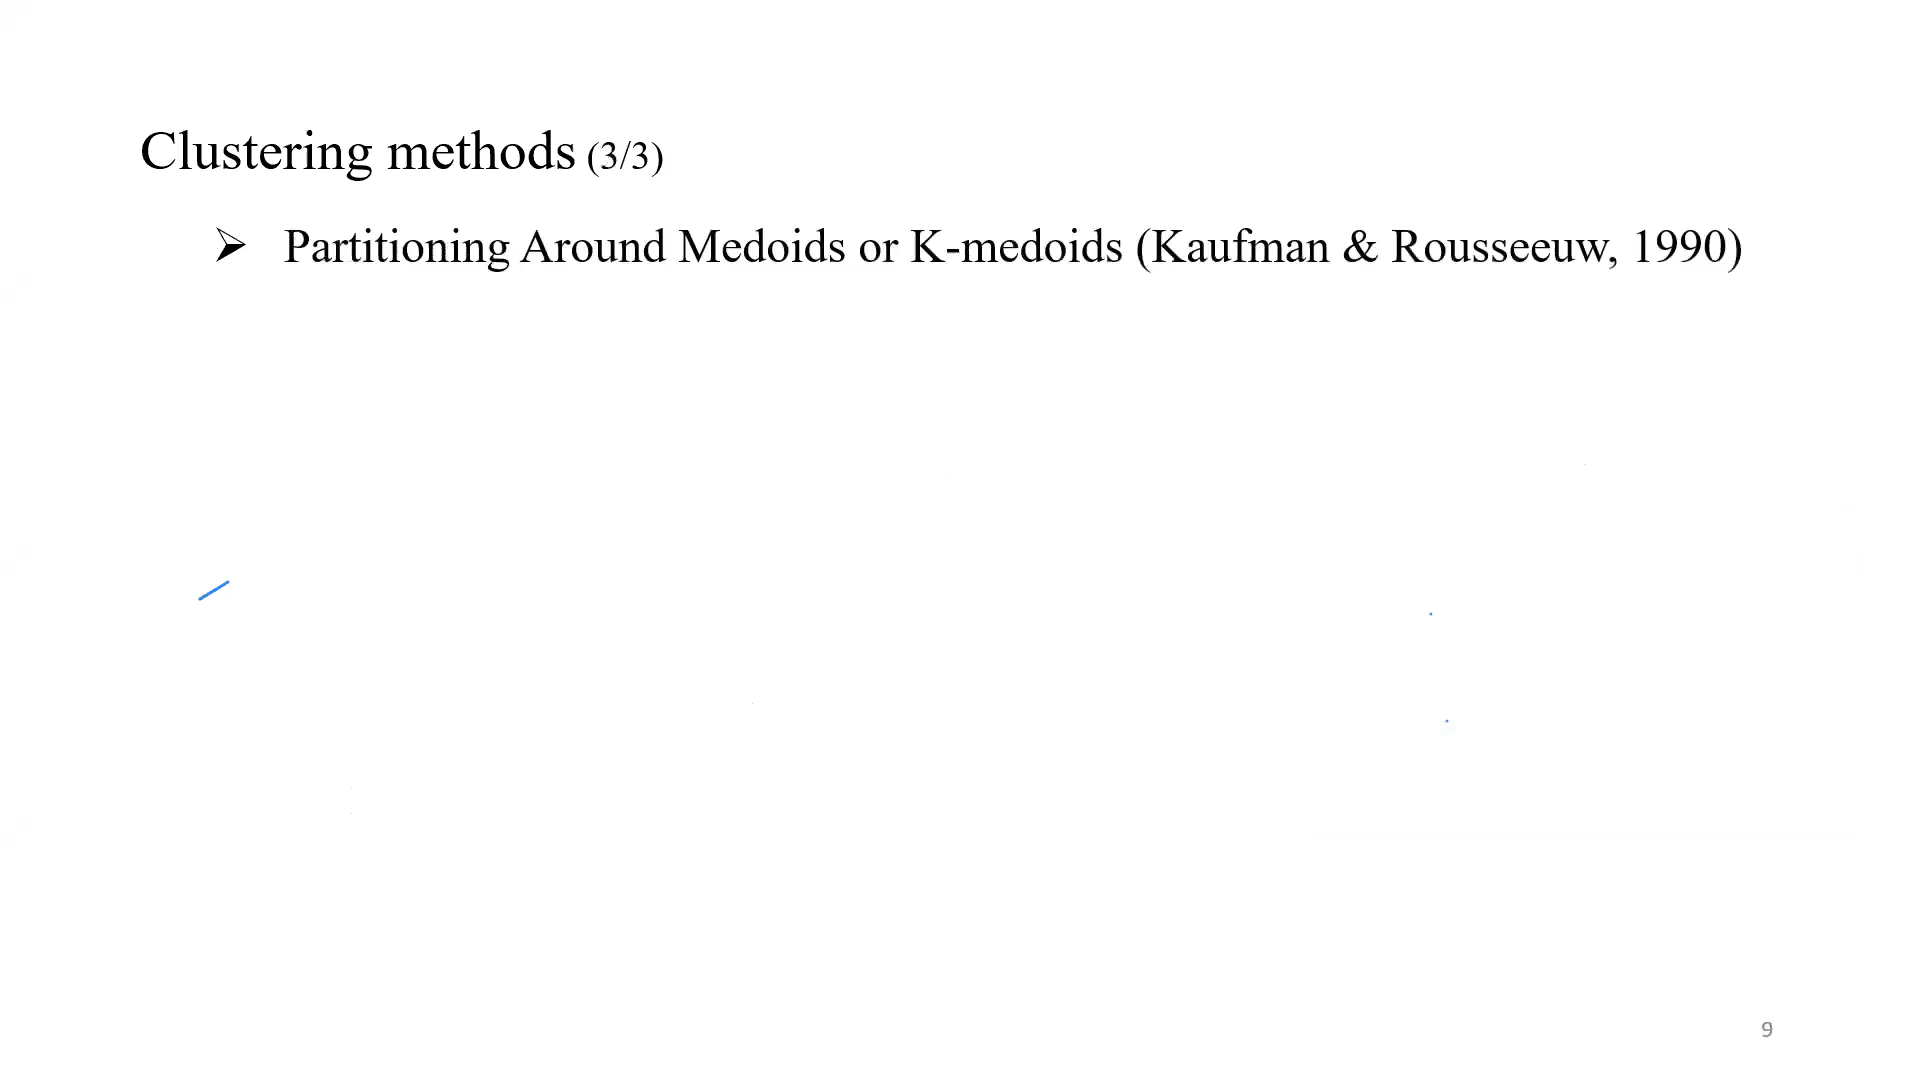 Clustering methods (3/3)
➢ Partitioning Around Medoids or K-medoids (Kaufman & Rousseeuw, 1990)
9